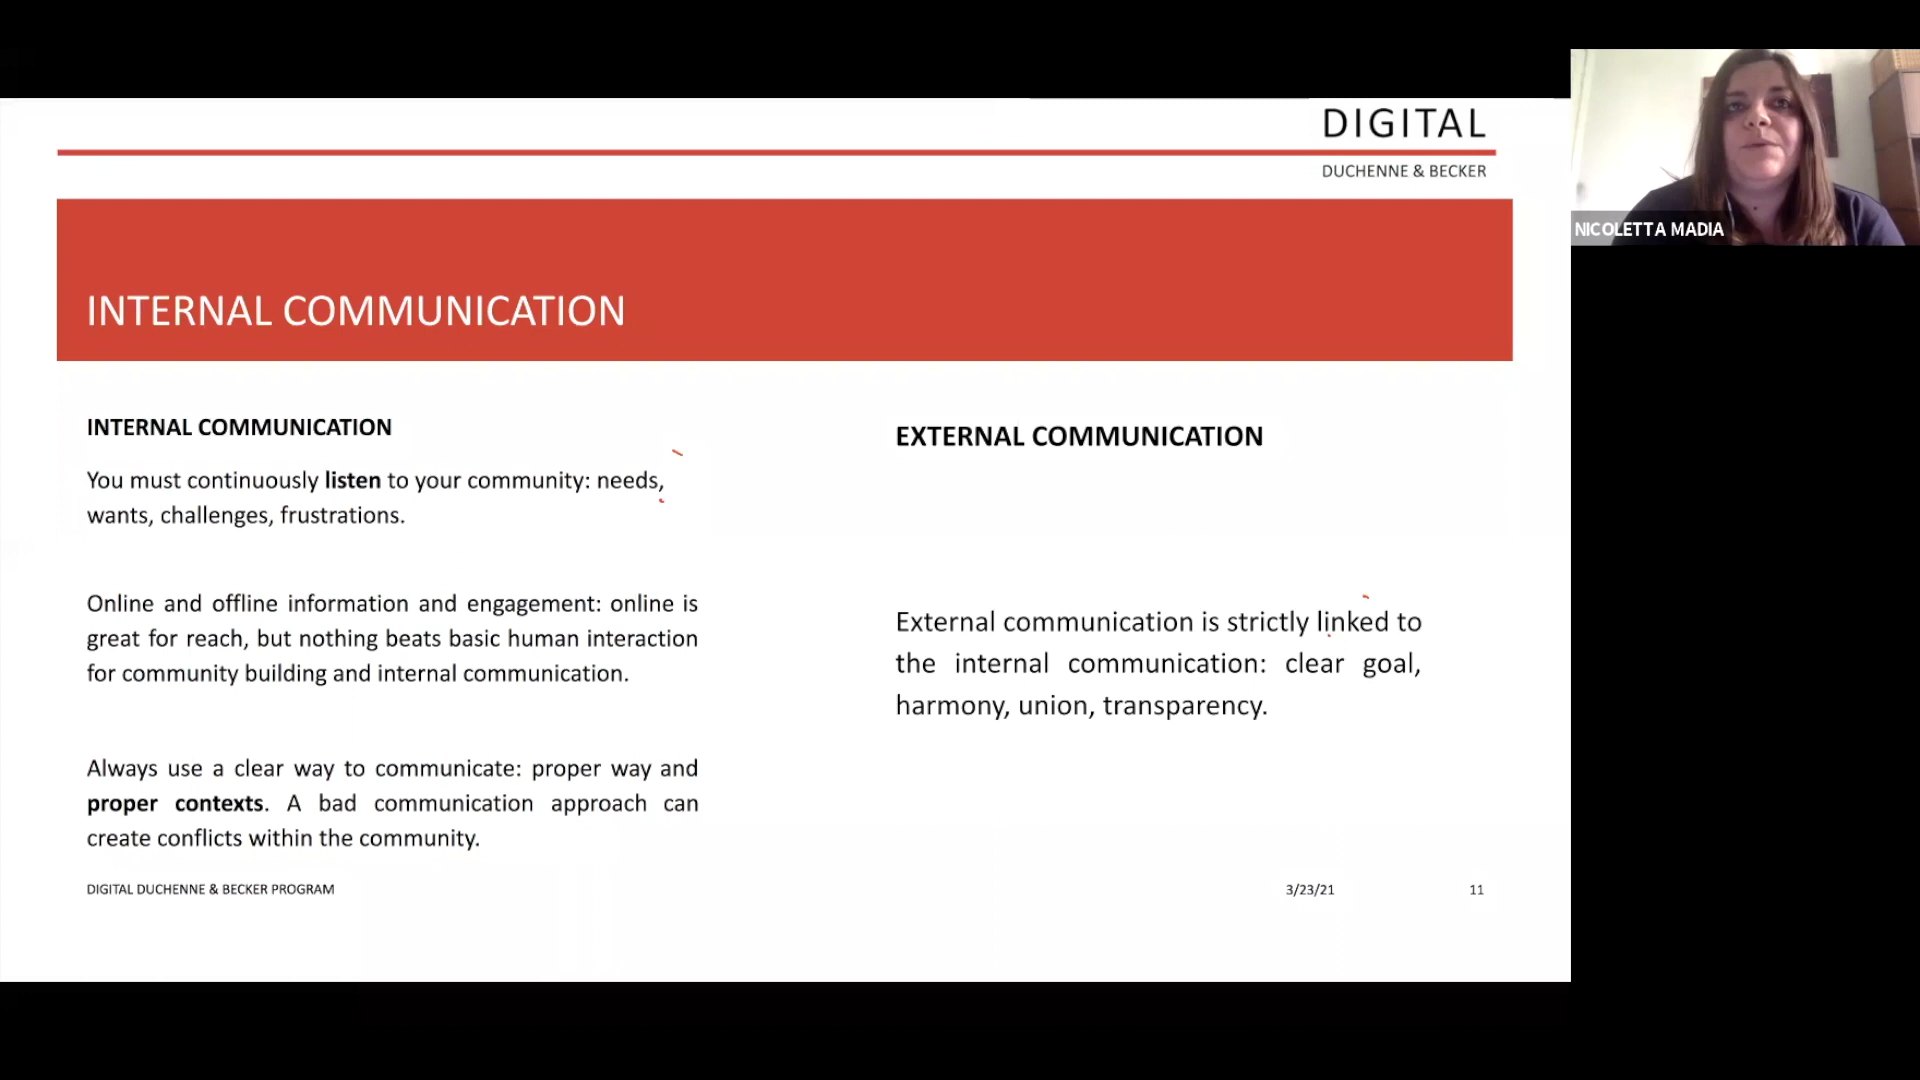 DIGITAL
DUCHENNE & BECKER
NICOLETTA MADIA
INTERNAL COMMUNICATION
INTERNAL COMMUNICATION
You must continuously listen to your community: needs,
wants, challenges, frustrations.
Online and offline information and engagement: online is
great for reach, but nothing beats basic human interaction
for community building and internal communication.
Always use a clear way to communicate: proper way and
proper contexts. A bad communication approach can
create conflicts within the community.
EXTERNAL COMMUNICATION
External communication is strictly linked to
the internal communication: clear goal,
harmony, union, transparency.
DIGITAL DUCHENNE & BECKER PROGRAM
3/23/21
11